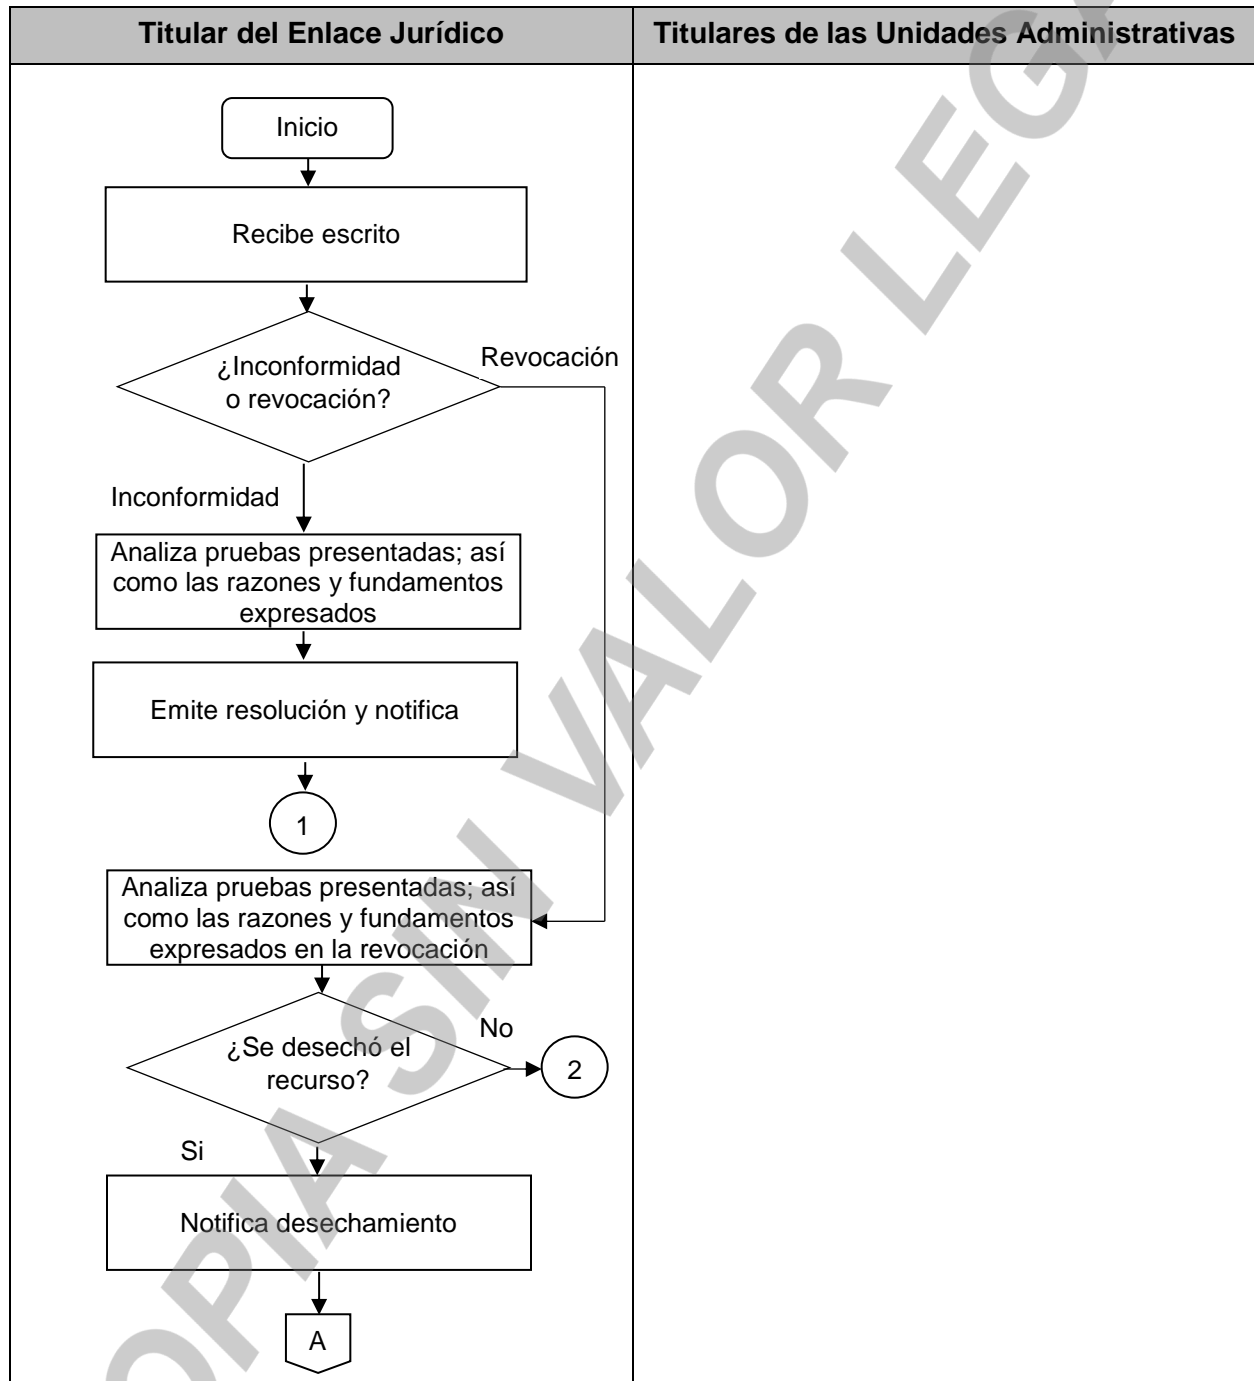 Titular del Enlace Jurídico
Titulares de las Unidades Administrativas
Inicio
Recibe escrito
¿Inconformidad
o revocación?
Revocación
Inconformidad
Analiza pruebas presentadas; así
como las razones y fundamentos
expresados
Emite resolución y notifica
1
Analiza pruebas presentadas; así
como las razones y fundamentos
expresados en la revocación
¿Se desechó el
recurso?
No
2
Si
Notifica desechamiento
A
OPIA SIN VALOR LEGA